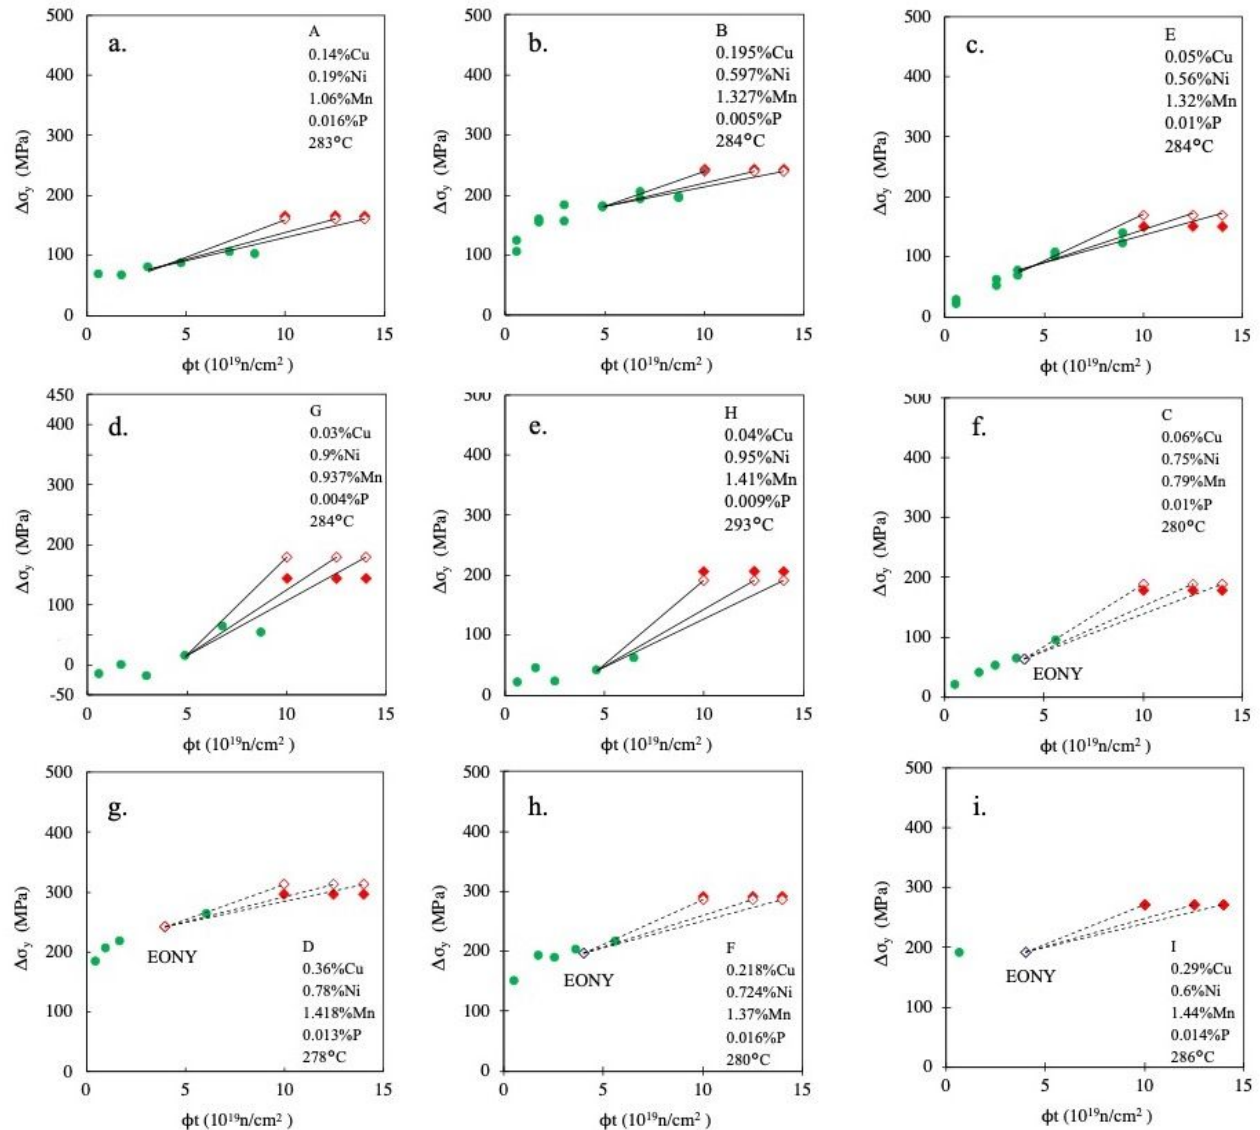 a.
A
0.14%Cu
0.19%Ni
1.06%Mn
0.016%P
283°C
500
400
300
200
100
0
Δσy (MPa)
0 5 10 15
ϕt (10¹⁹n/cm² )
b.
B
0.195%Cu
0.597%Ni
1.327%Mn
0.005%P
284°C
500
400
300
200
100
0
Δσy (MPa)
0 5 10 15
ϕt (10¹⁹n/cm² )
c.
E
0.05%Cu
0.56%Ni
1.32%Mn
0.01%P
284°C
500
400
300
200
100
0
Δσy (MPa)
0 5 10 15
ϕt (10¹⁹n/cm² )
d.
G
0.03%Cu
0.9%Ni
0.937%Mn
0.004%P
284°C
450
400
300
200
100
0
-50
Δσy (MPa)
0 5 10 15
ϕt (10¹⁹n/cm² )
e.
H
0.04%Cu
0.95%Ni
1.41%Mn
0.009%P
293°C
500
400
300
200
100
0
Δσy (MPa)
0 5 10 15
ϕt (10¹⁹n/cm² )
f.
C
0.06%Cu
0.75%Ni
0.79%Mn
0.01%P
280°C
500
400
300
200
100
0
Δσy (MPa)
EONY
0 5 10 15
ϕt (10¹⁹n/cm² )
g.
500
400
300
200
100
0
Δσy (MPa)
EONY
D
0.36%Cu
0.78%Ni
1.418%Mn
0.013%P
278°C
0 5 10 15
ϕt (10¹⁹n/cm² )
h.
500
400
300
200
100
0
Δσy (MPa)
EONY
F
0.218%Cu
0.724%Ni
1.37%Mn
0.016%P
280°C
0 5 10 15
ϕt (10¹⁹n/cm² )
i.
500
400
300
200
100
0
Δσy (MPa)
EONY
I
0.29%Cu
0.6%Ni
1.44%Mn
0.014%P
286°C
0 5 10 15
ϕt (10¹⁹n/cm² )